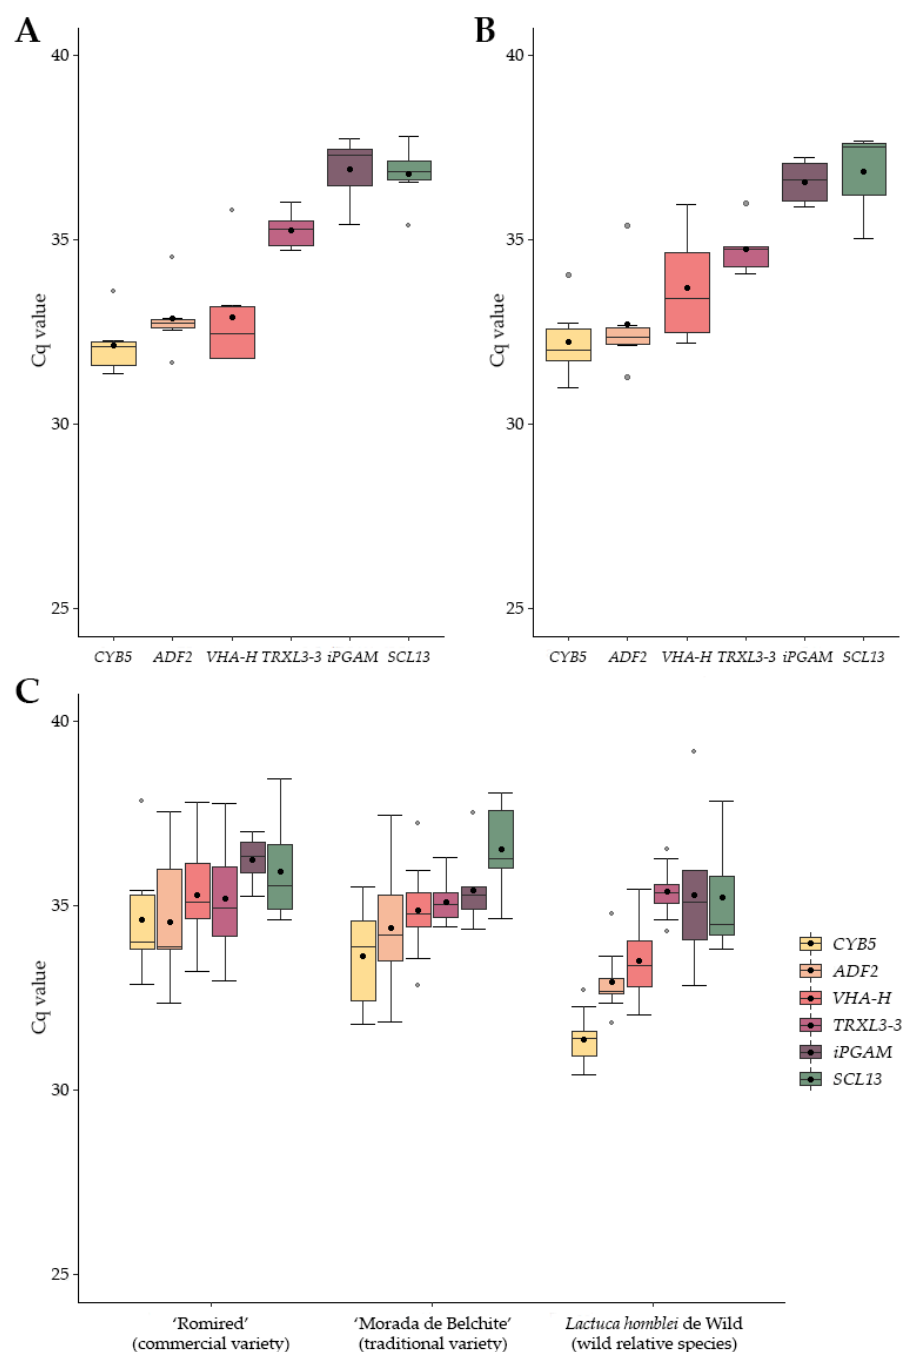 A
B
40
40
35
35
Cq value
Cq value
30
30
25
25
CYB5 ADF2 VHA-H TRXL3-3 iPGAM SCL13
CYB5 ADF2 VHA-H TRXL3-3 iPGAM SCL13
C
40
35
CYB5
ADF2
Cq value
VHA-H
TRXL3-3
iPGAM
SCL13
30
25
‘Romired’
(commercial variety)
‘Morada de Belchite’
(traditional variety)
Lactuca homblei de Wild
(wild relative species)